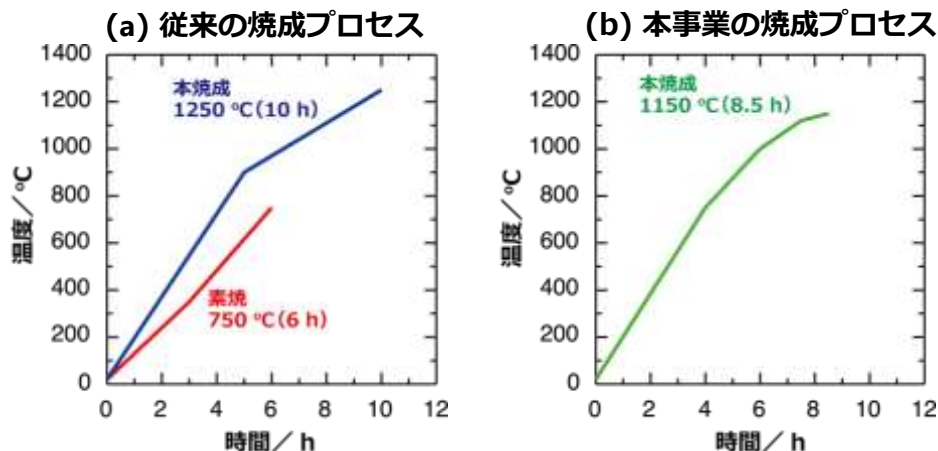 (a) 従来の焼成プロセス
1400
1200
1000
800
600
400
200
0
温度／℃
本焼成
1250 ℃(10 h)
素焼
750 ℃(6 h)
0 2 4 6 8 10 12
時間／ h
(b) 本事業の焼成プロセス
1400
1200
1000
800
600
400
200
0
温度／℃
本焼成
1150 ℃(8.5 h)
0 2 4 6 8 10 12
時間／ h